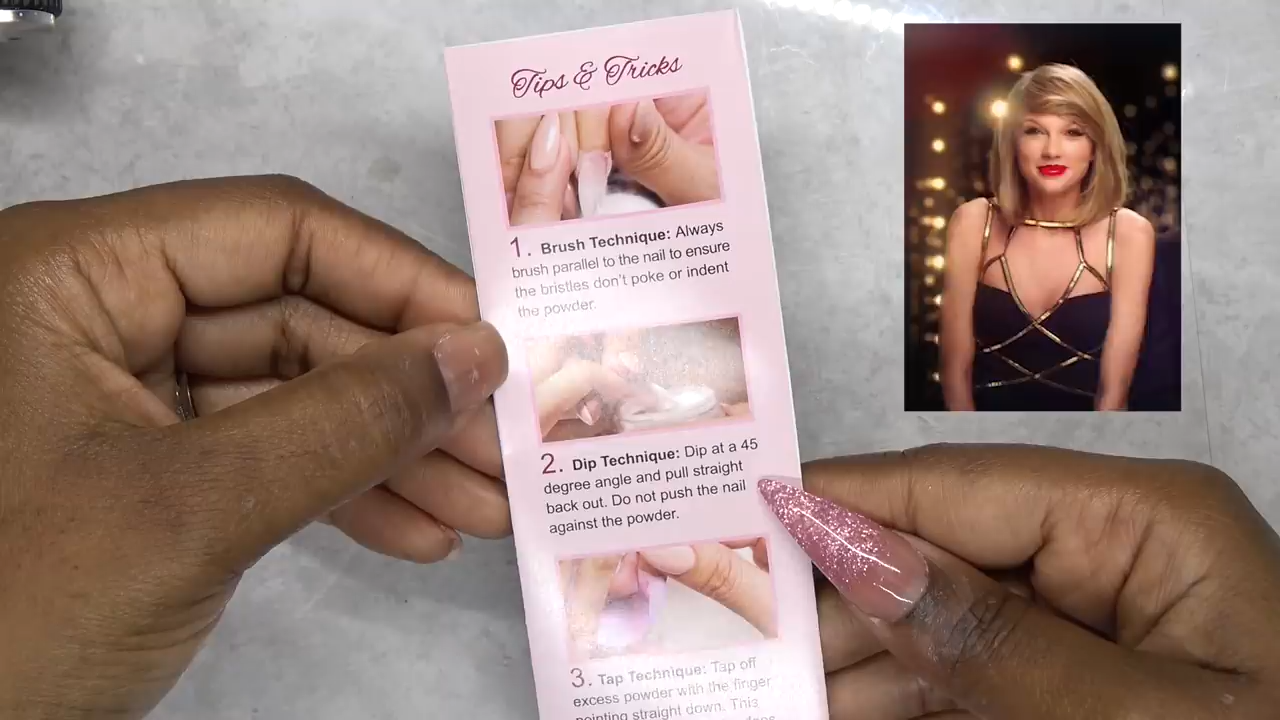 Tips & Tricks
1. Brush Technique: Always
brush parallel to the nail to ensure
the bristles don't poke or indent
the powder.
2. Dip Technique: Dip at a 45
degree angle and pull straight
back out. Do not push the nail
against the powder.
3. Tap Technique: Tap off
excess powder with the finger
pointing straight down. This